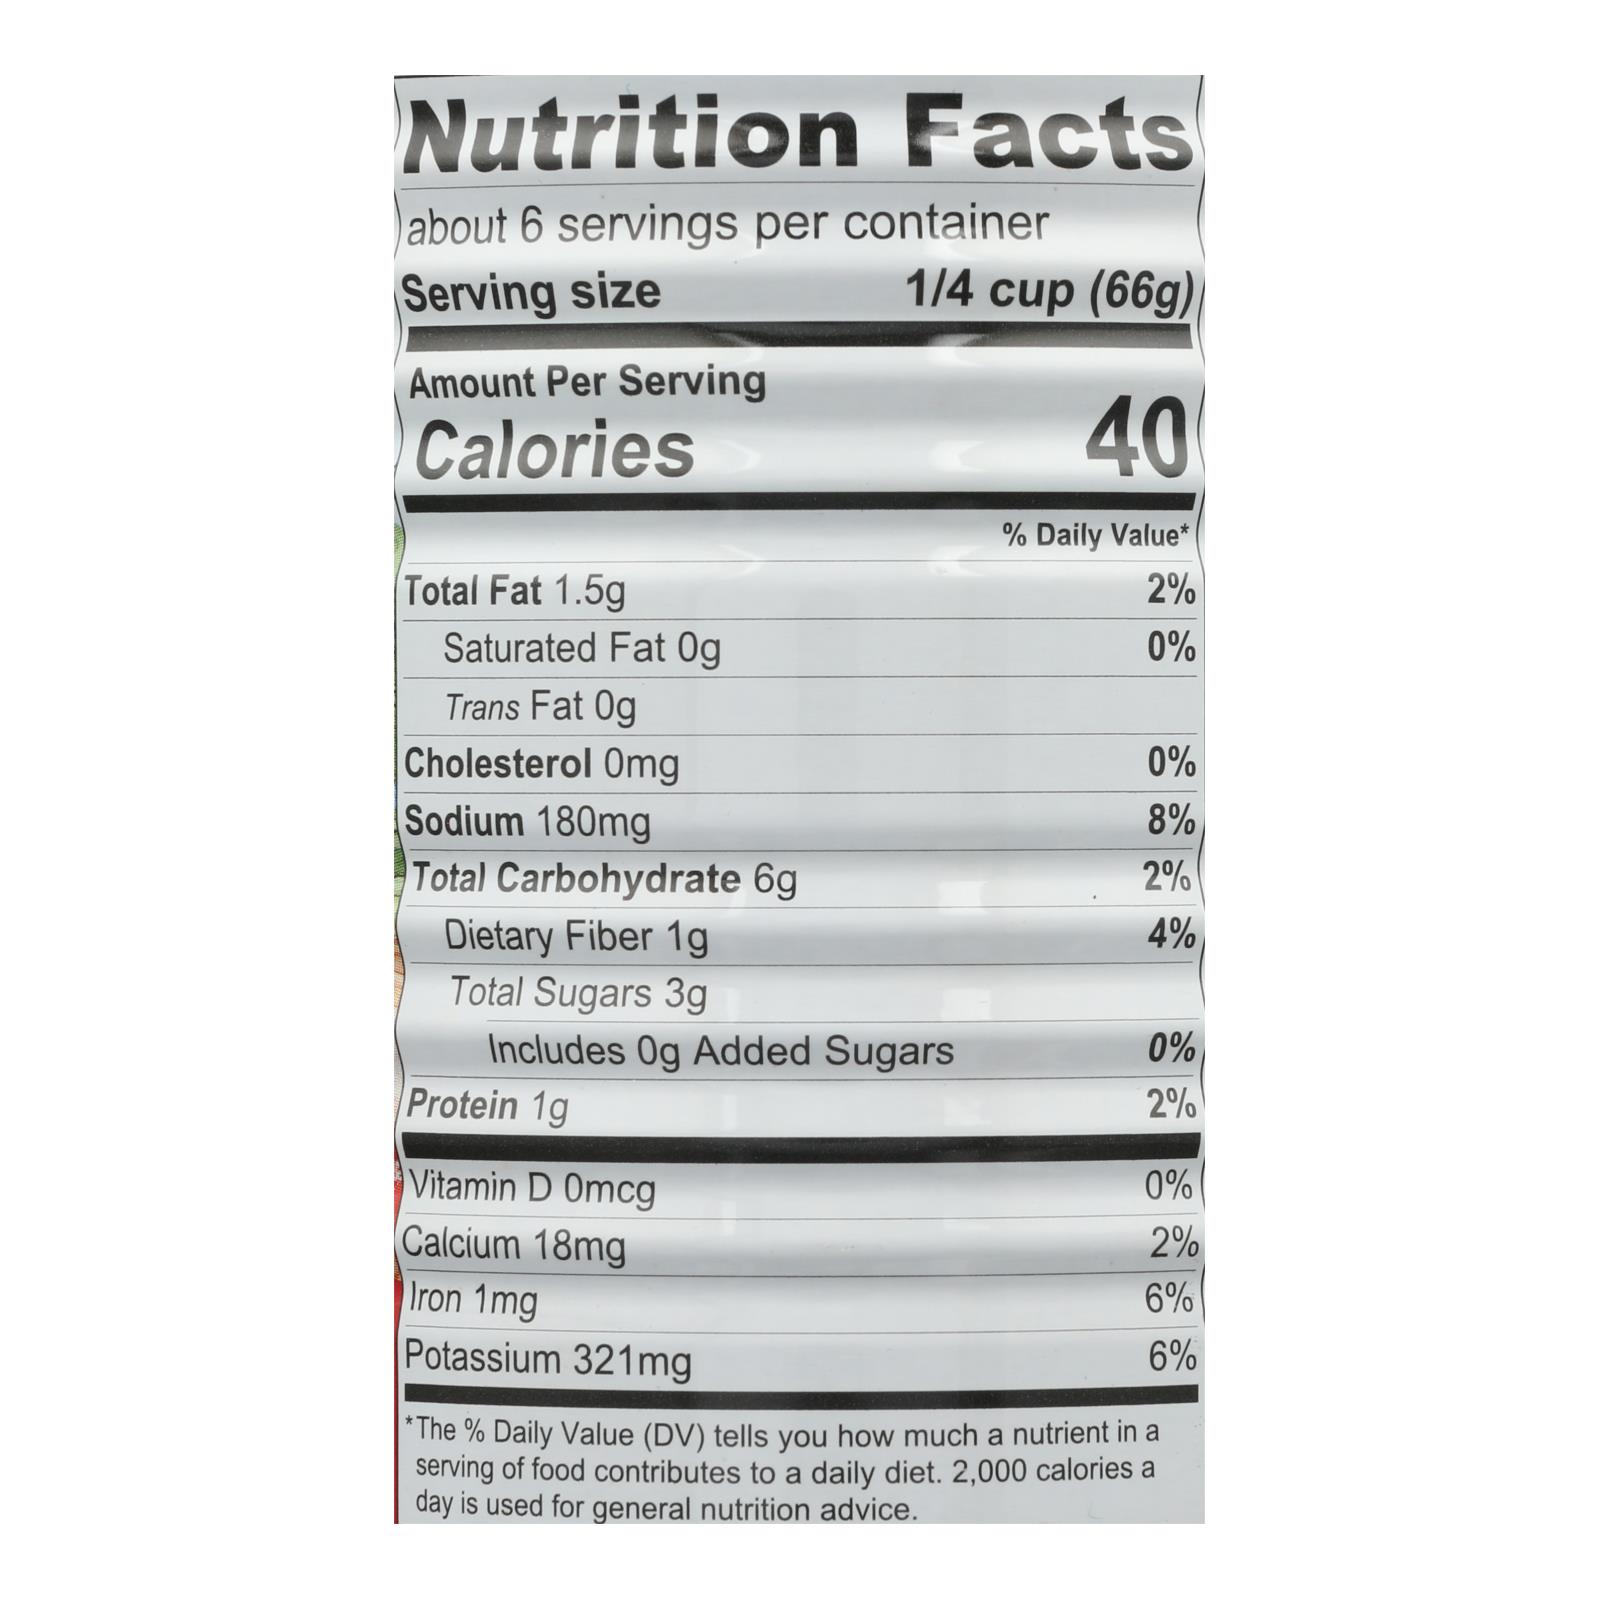 Nutrition Facts
about 6 servings per container
Serving size 1/4 cup (66g)
Amount Per Serving
Calories 40
% Daily Value*
Total Fat 1.5g 2%
Saturated Fat 0g 0%
Trans Fat 0g
Cholesterol 0mg 0%
Sodium 180mg 8%
Total Carbohydrate 6g 2%
Dietary Fiber 1g 4%
Total Sugars 3g
Includes 0g Added Sugars 0%
Protein 1g 2%
Vitamin D 0mcg 0%
Calcium 18mg 2%
Iron 1mg 6%
Potassium 321mg 6%
*The % Daily Value (DV) tells you how much a nutrient in a
serving of food contributes to a daily diet. 2,000 calories a
day is used for general nutrition advice.